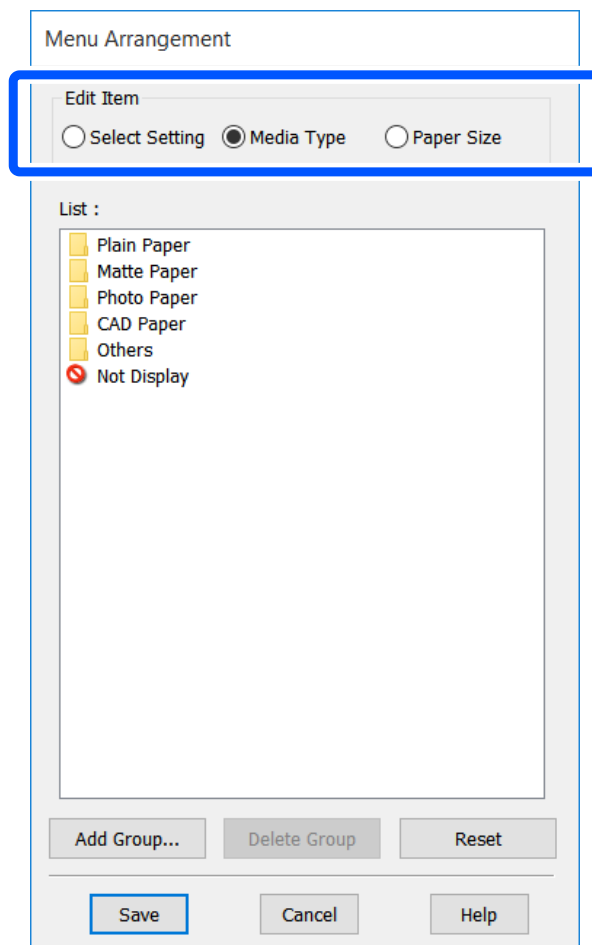 Menu Arrangement
Edit Item
Select Setting Media Type Paper Size
List :
Plain Paper
Matte Paper
Photo Paper
CAD Paper
Others
Not Display
Add Group... Delete Group Reset
Save Cancel Help